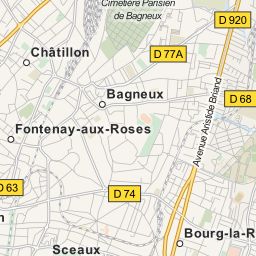 Cimetière Parisien
de Bagneux
D 920
Châtillon
D 77A
Bagneux
D 68
Avenue Aristide Briand
Fontenay-aux-Roses
D 63
D 74
Bourg-la-R
Sceaux